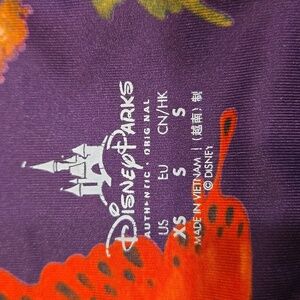 Disney Parks
AUTHENTIC • ORIGINAL
US EU CN/HK
XS S S
MADE IN VIETNAM | (越南) 制
© DISNEY